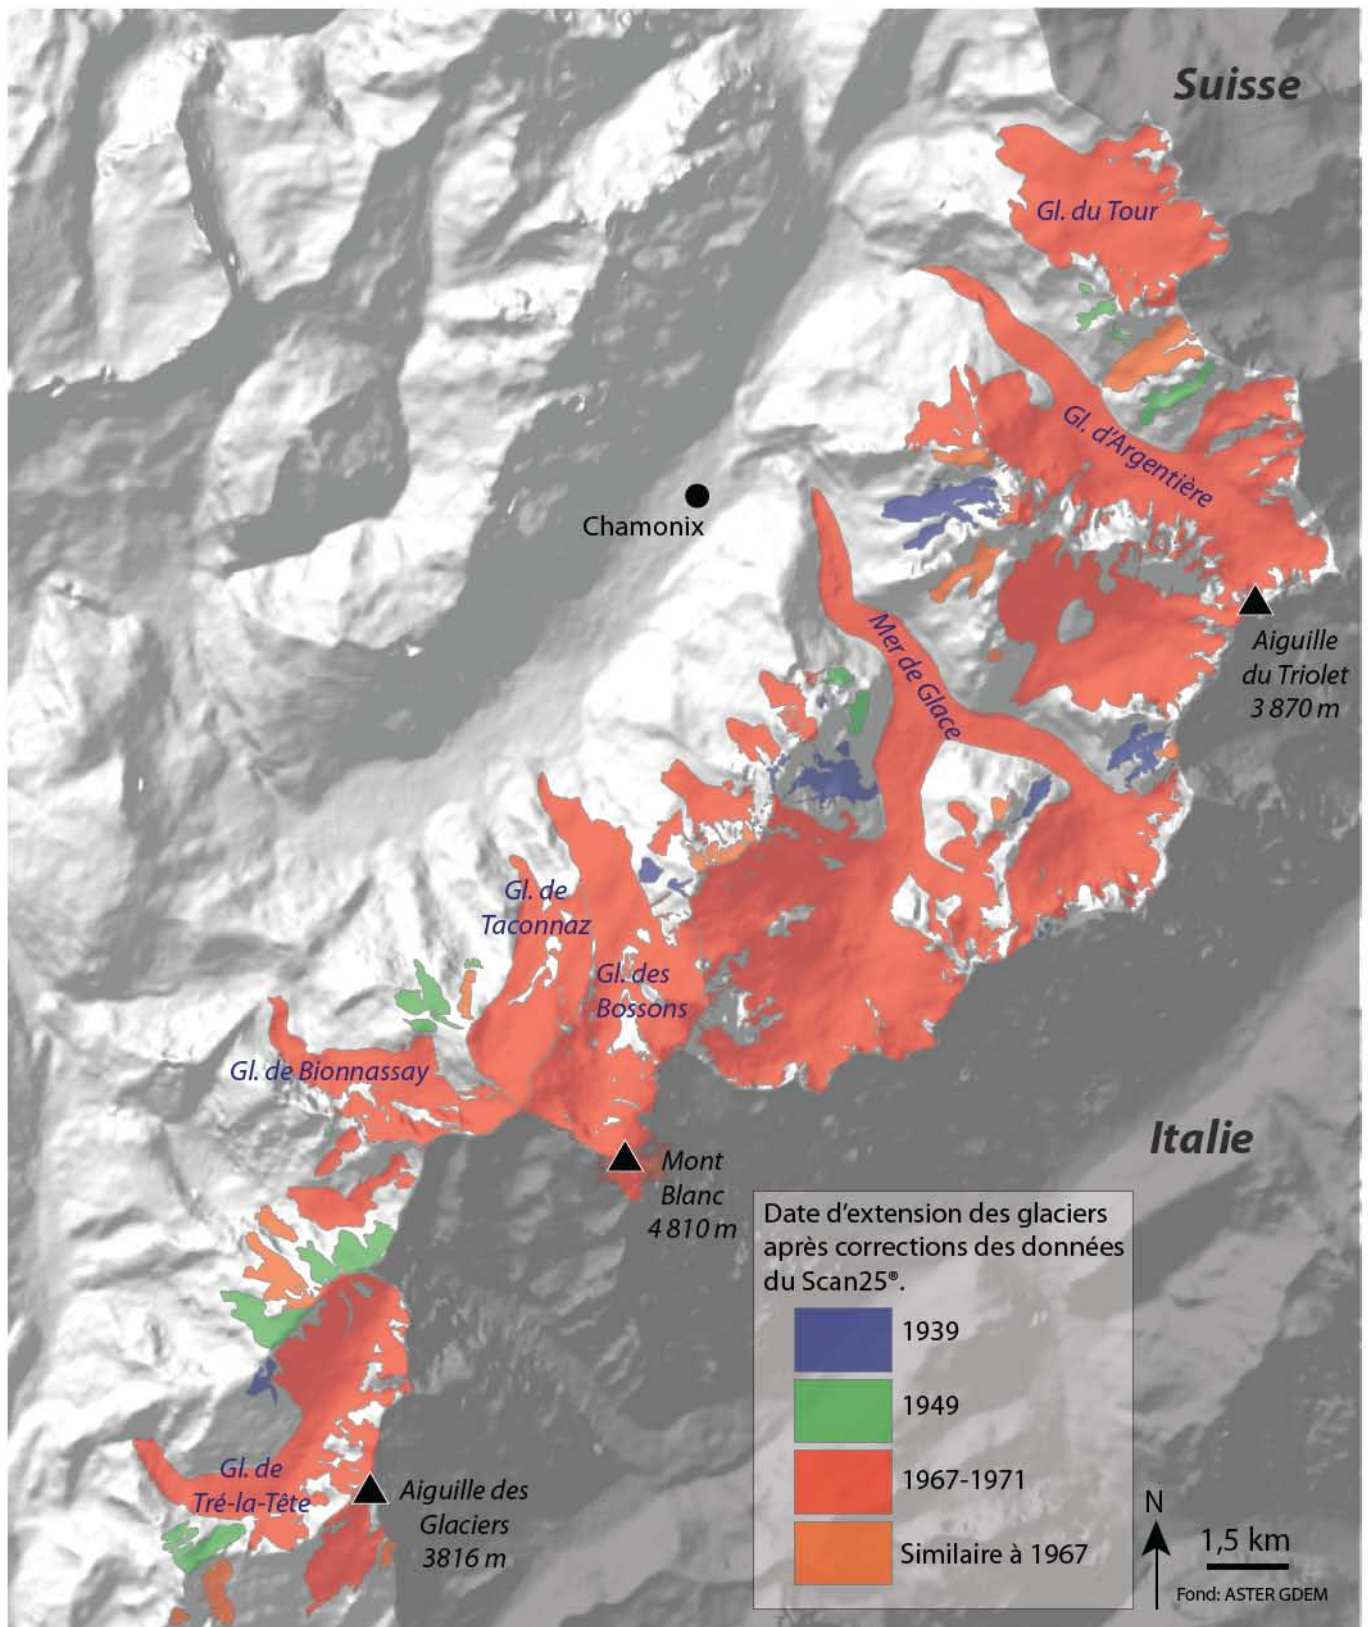 Suisse
Gl. du Tour
Gl. d'Argentière
Chamonix
Mer de Glace
Aiguille
du Triolet
3 870 m
Gl. de
Taconnaz
Gl. des
Bossons
Gl. de Bionnassay
Italie
Mont
Blanc
4 810 m
Date d'extension des glaciers
après corrections des données
du Scan25®.
1939
1949
1967-1971
Similaire à 1967
Gl. de
Tré-la-Tête
Aiguille des
Glaciers
3816 m
N
1,5 km
Fond: ASTER GDEM